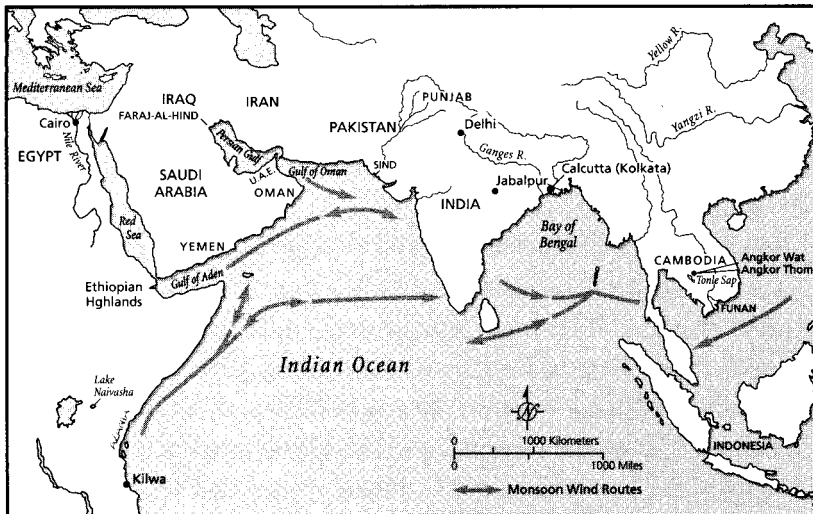 Mediterranean Sea
Cairo
Nile River
EGYPT
IRAQ
FARAJ-AL-HIND
IRAN
Persian Gulf
SAUDI
ARABIA
U.A.E.
Gulf of Oman
OMAN
Red
Sea
YEMEN
Gulf of Aden
Ethiopian
Hghlands
PAKISTAN
PUNJAB
SIND
Delhi
Ganges R.
Jabalpur
INDIA
Calcutta (Kolkata)
Bay of
Bengal
Yellow R.
Yangzi R.
CAMBODIA
Angkor Wat
Angkor Thom
Tonle Sap
FUNAN
Indian Ocean
Lake
Naivasha
Kilwa
INDONESIA
N
0 1000 Kilometers
0 1000 Miles
Monsoon Wind Routes